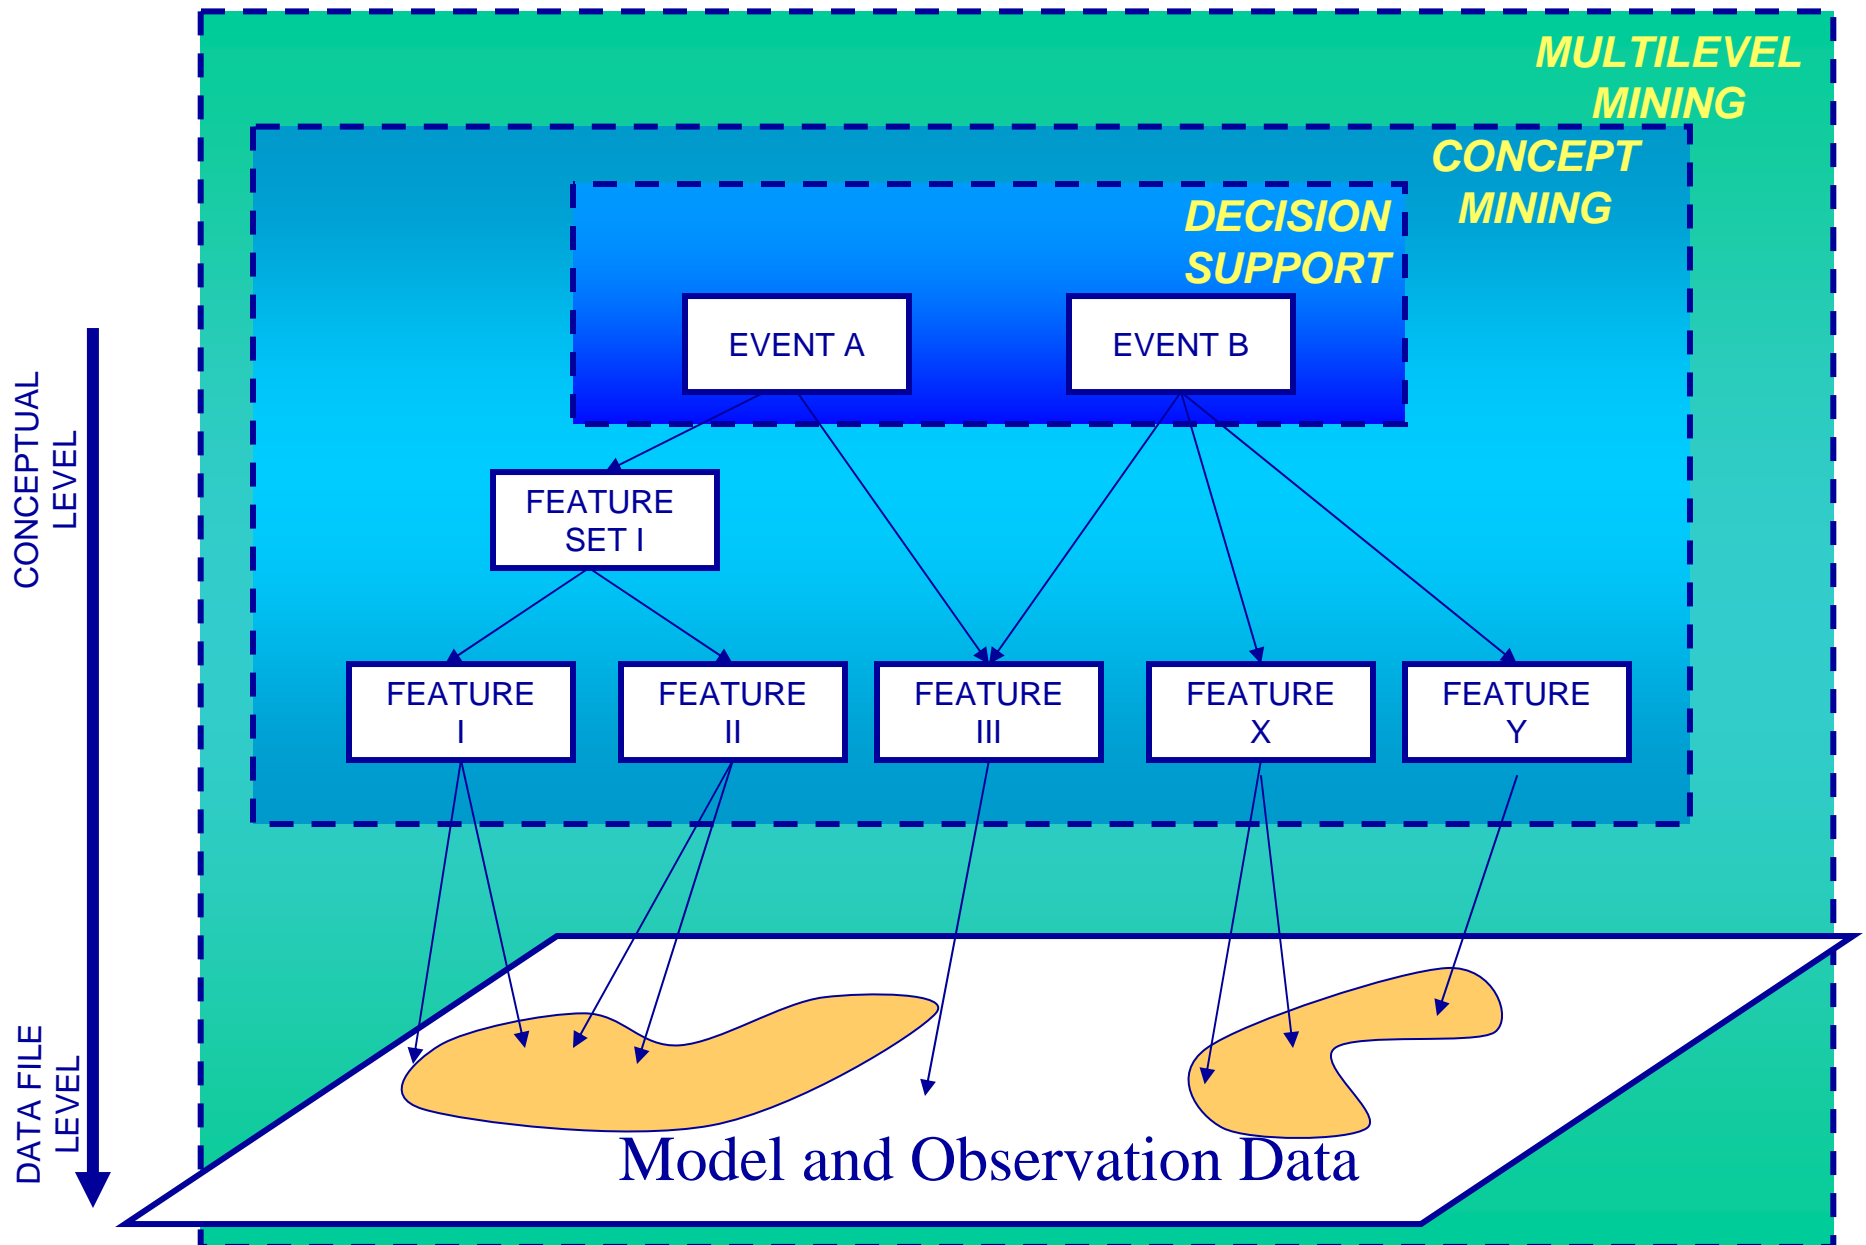 MULTILEVEL
MINING
CONCEPT
MINING
DECISION
SUPPORT
EVENT A
EVENT B
CONCEPTUAL
LEVEL
FEATURE
SET I
FEATURE
I
FEATURE
II
FEATURE
III
FEATURE
X
FEATURE
Y
DATA FILE
LEVEL
Model and Observation Data